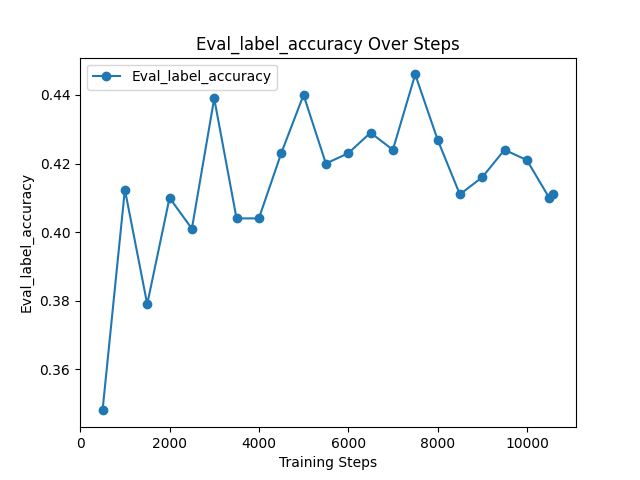 Eval_label_accuracy Over Steps
Eval_label_accuracy
Eval_label_accuracy
0.44
0.42
0.40
0.38
0.36
0 2000 4000 6000 8000 10000
Training Steps